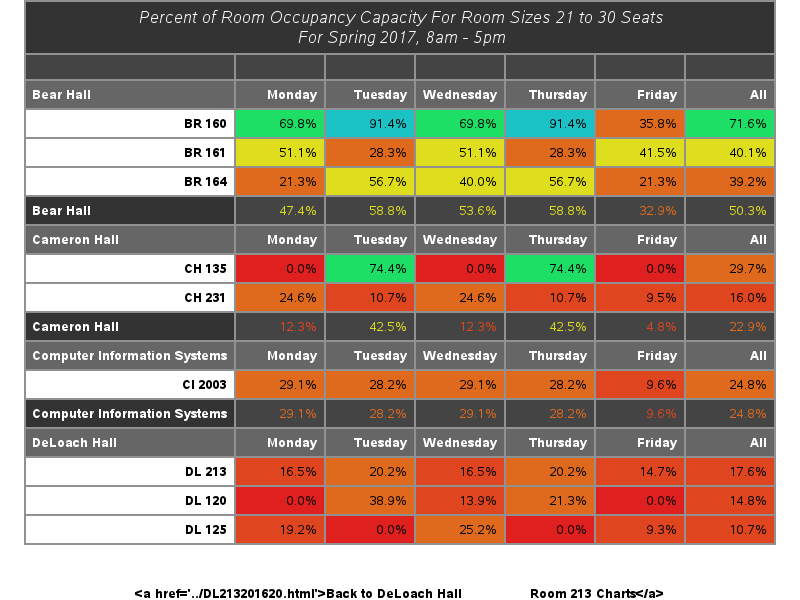 Percent of Room Occupancy Capacity For Room Sizes 21 to 30 Seats
For Spring 2017, 8am - 5pm
Bear Hall Monday Tuesday Wednesday Thursday Friday All
BR 160 69.8% 91.4% 69.8% 91.4% 35.8% 71.6%
BR 161 51.1% 28.3% 51.1% 28.3% 41.5% 40.1%
BR 164 21.3% 56.7% 40.0% 56.7% 21.3% 39.2%
Bear Hall 47.4% 58.8% 53.6% 58.8% 32.9% 50.3%
Cameron Hall Monday Tuesday Wednesday Thursday Friday All
CH 135 0.0% 74.4% 0.0% 74.4% 0.0% 29.7%
CH 231 24.6% 10.7% 24.6% 10.7% 9.5% 16.0%
Cameron Hall 12.3% 42.5% 12.3% 42.5% 4.8% 22.9%
Computer Information Systems Monday Tuesday Wednesday Thursday Friday All
CI 2003 29.1% 28.2% 29.1% 28.2% 9.6% 24.8%
Computer Information Systems 29.1% 28.2% 29.1% 28.2% 9.6% 24.8%
DeLoach Hall Monday Tuesday Wednesday Thursday Friday All
DL 213 16.5% 20.2% 16.5% 20.2% 14.7% 17.6%
DL 120 0.0% 38.9% 13.9% 21.3% 0.0% 14.8%
DL 125 19.2% 0.0% 25.2% 0.0% 9.3% 10.7%
<a href='../DL213201620.html'>Back to DeLoach Hall Room 213 Charts</a>